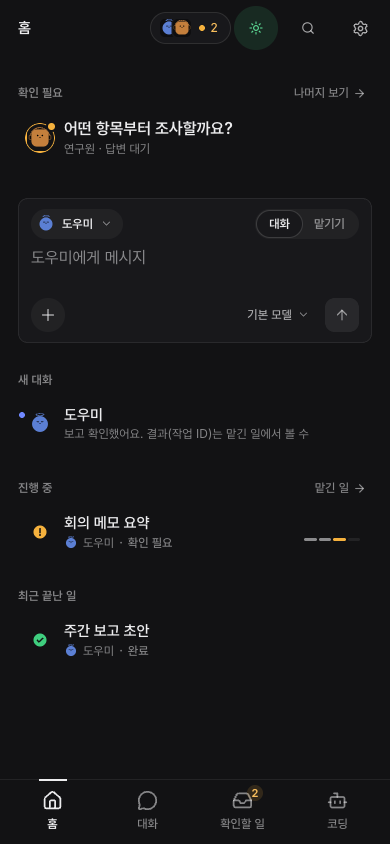 홈
2
확인 필요
나머지 보기 →
어떤 항목부터 조사할까요?
연구원 · 답변 대기
도우미
대화
맡기기
도우미에게 메시지
기본 모델
새 대화
도우미
보고 확인했어요. 결과(작업 ID)는 맡긴 일에서 볼 수
진행 중
맡긴 일 →
회의 메모 요약
도우미 · 확인 필요
최근 끝난 일
주간 보고 초안
도우미 · 완료
2
홈
대화
확인할 일
코딩